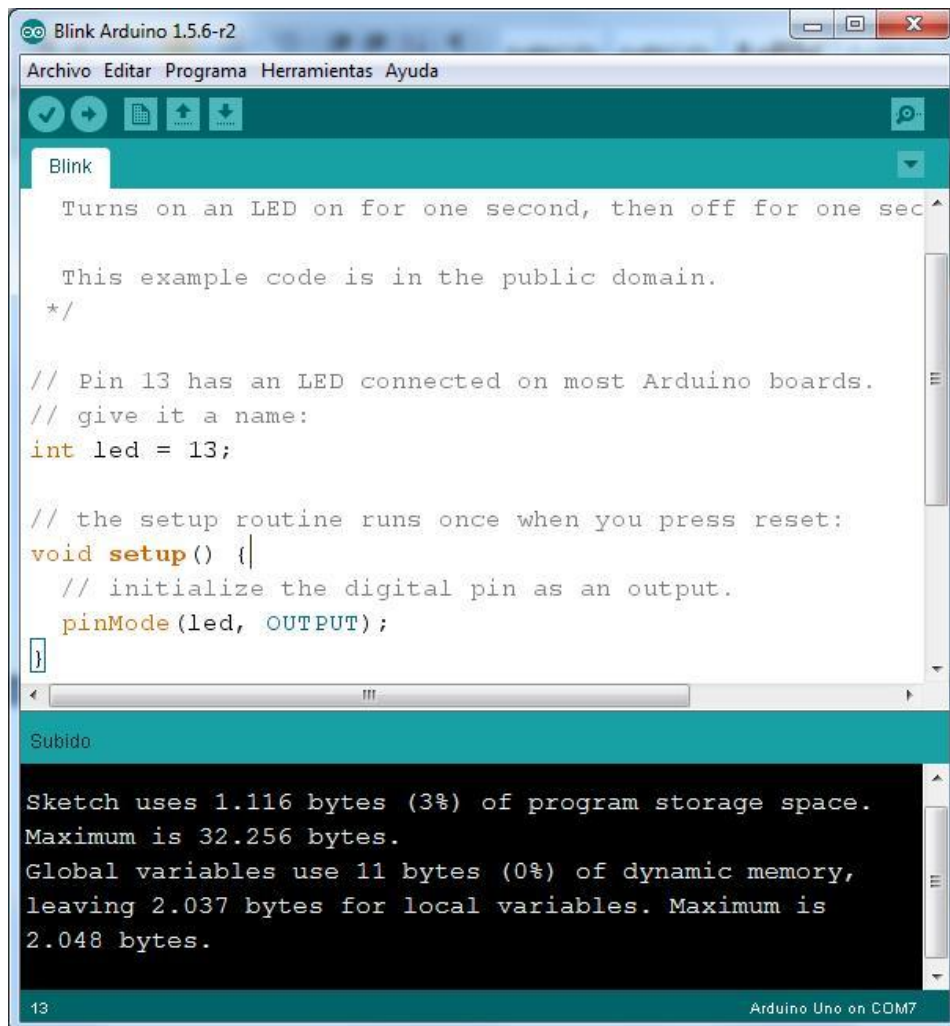 Blink Arduino 1.5.6-r2
Archivo Editar Programa Herramientas Ayuda
Blink
Turns on an LED on for one second, then off for one sec
This example code is in the public domain.
*/
// Pin 13 has an LED connected on most Arduino boards.
// give it a name:
int led = 13;
// the setup routine runs once when you press reset:
void setup() {
// initialize the digital pin as an output.
pinMode(led, OUTPUT);
}
Subido
Sketch uses 1.116 bytes (3%) of program storage space.
Maximum is 32.256 bytes.
Global variables use 11 bytes (0%) of dynamic memory,
leaving 2.037 bytes for local variables. Maximum is
2.048 bytes.
13 Arduino Uno on COM7